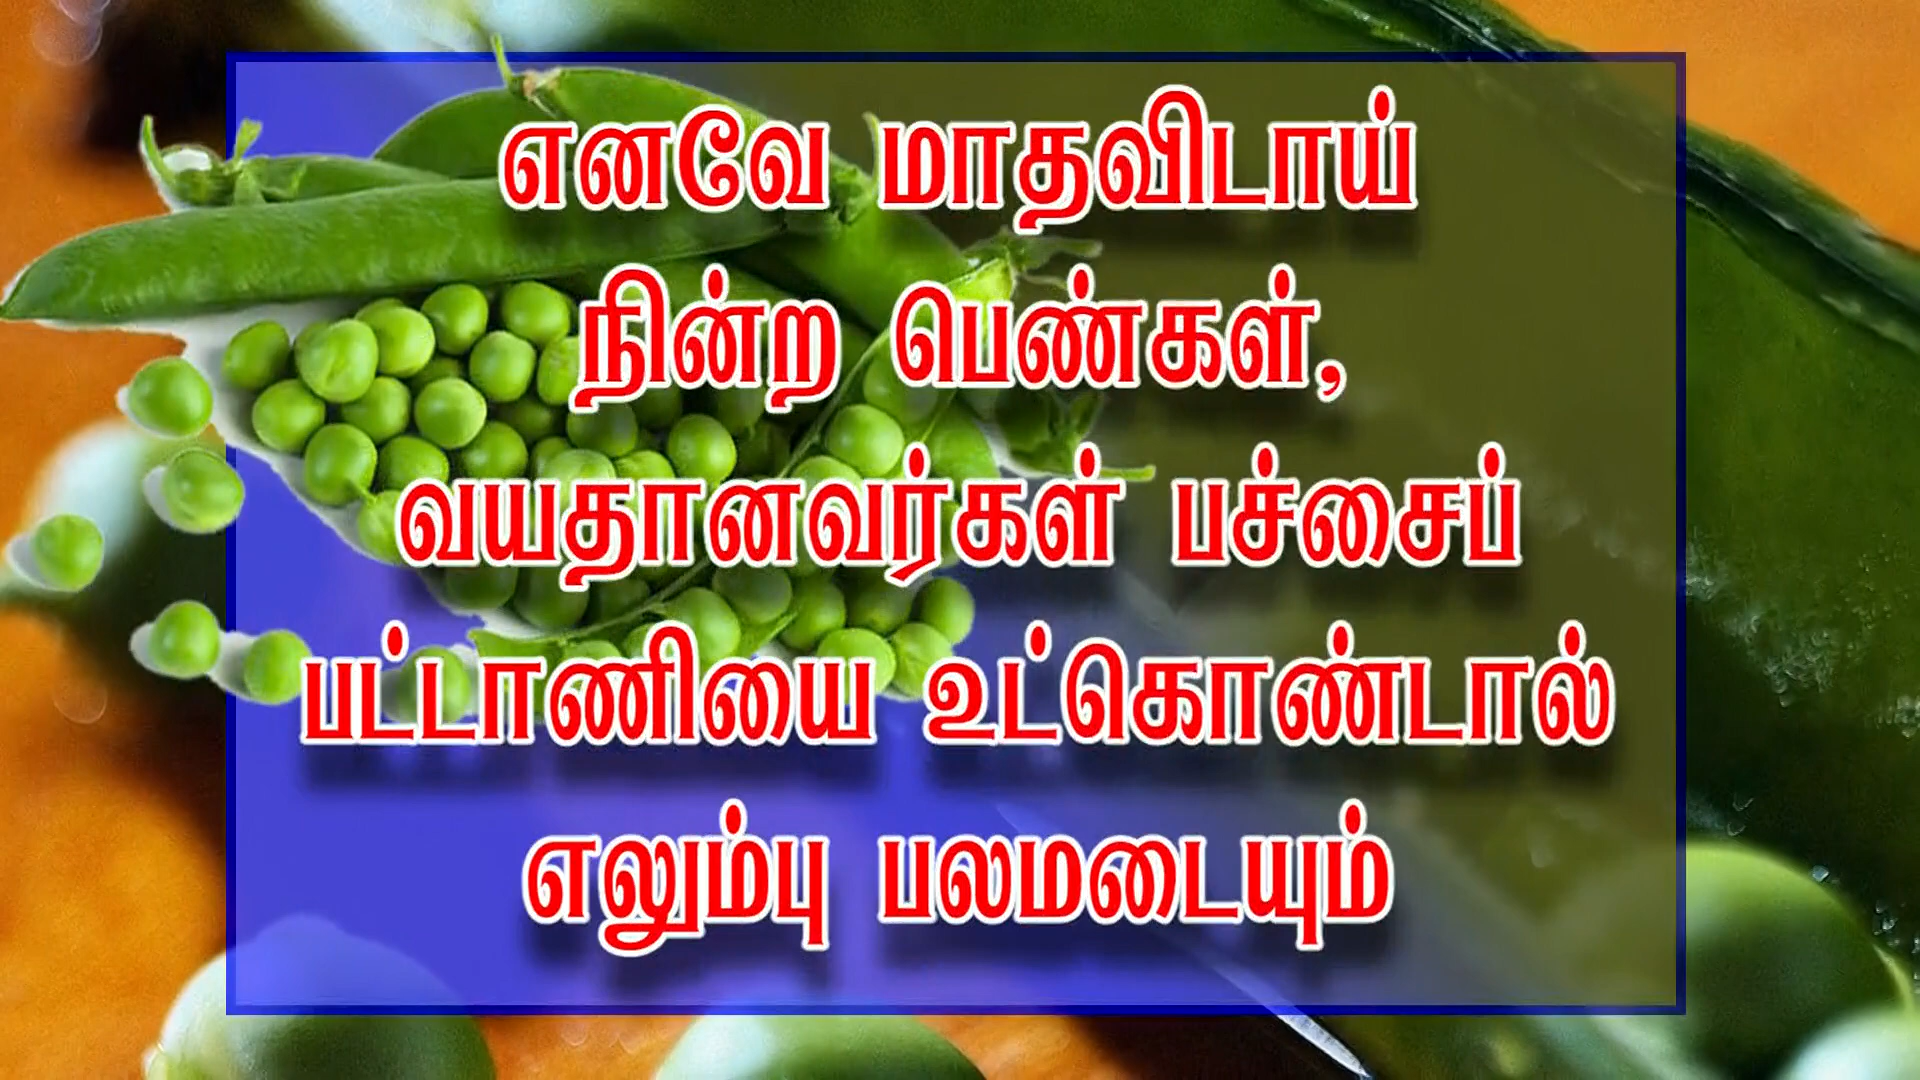 எனவே மாதவிடாய்
நின்ற பெண்கள்,
வயதானவர்கள் பச்சைப்
பட்டாணியை உட்கொண்டால்
எலும்பு பலமடையும்